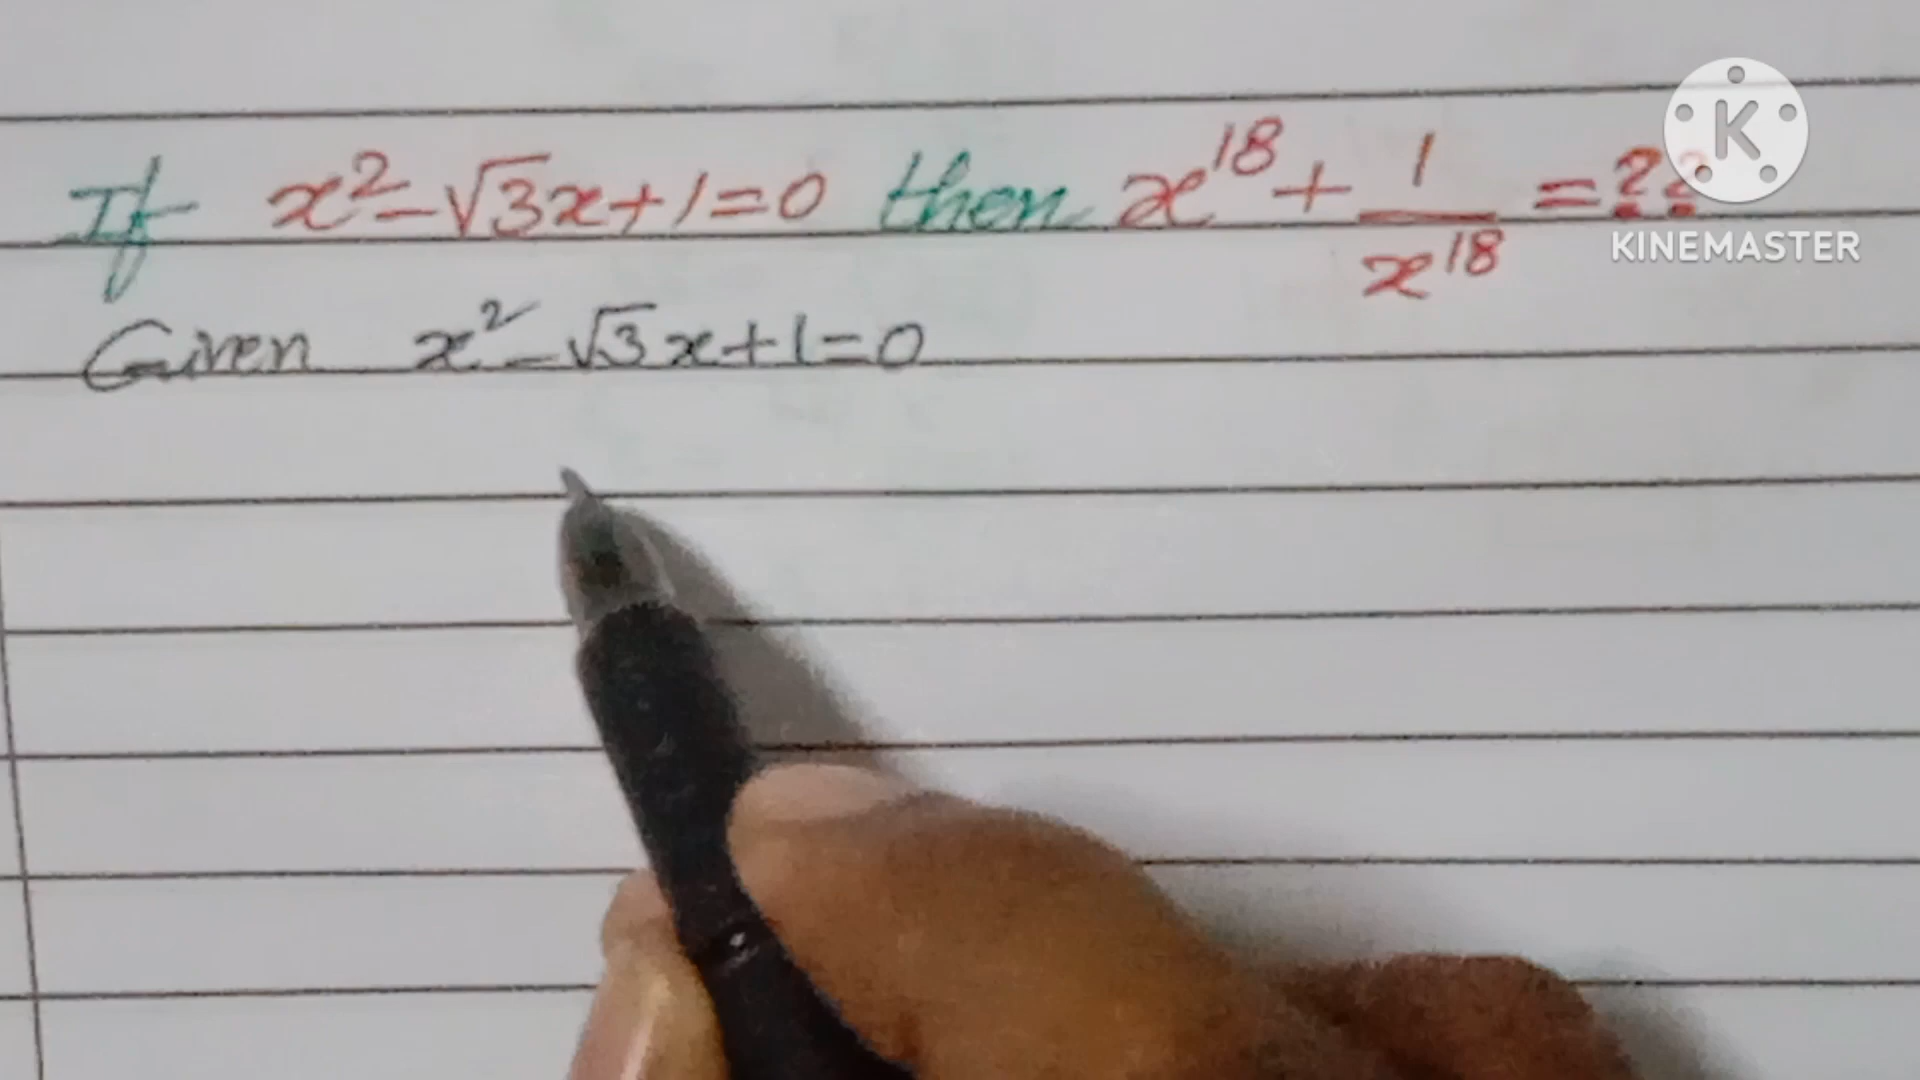 If x² - √3x + 1 = 0 then x¹⁸ + 1/x¹⁸ = ??
KINEMASTER
Given x² - √3x + 1 = 0